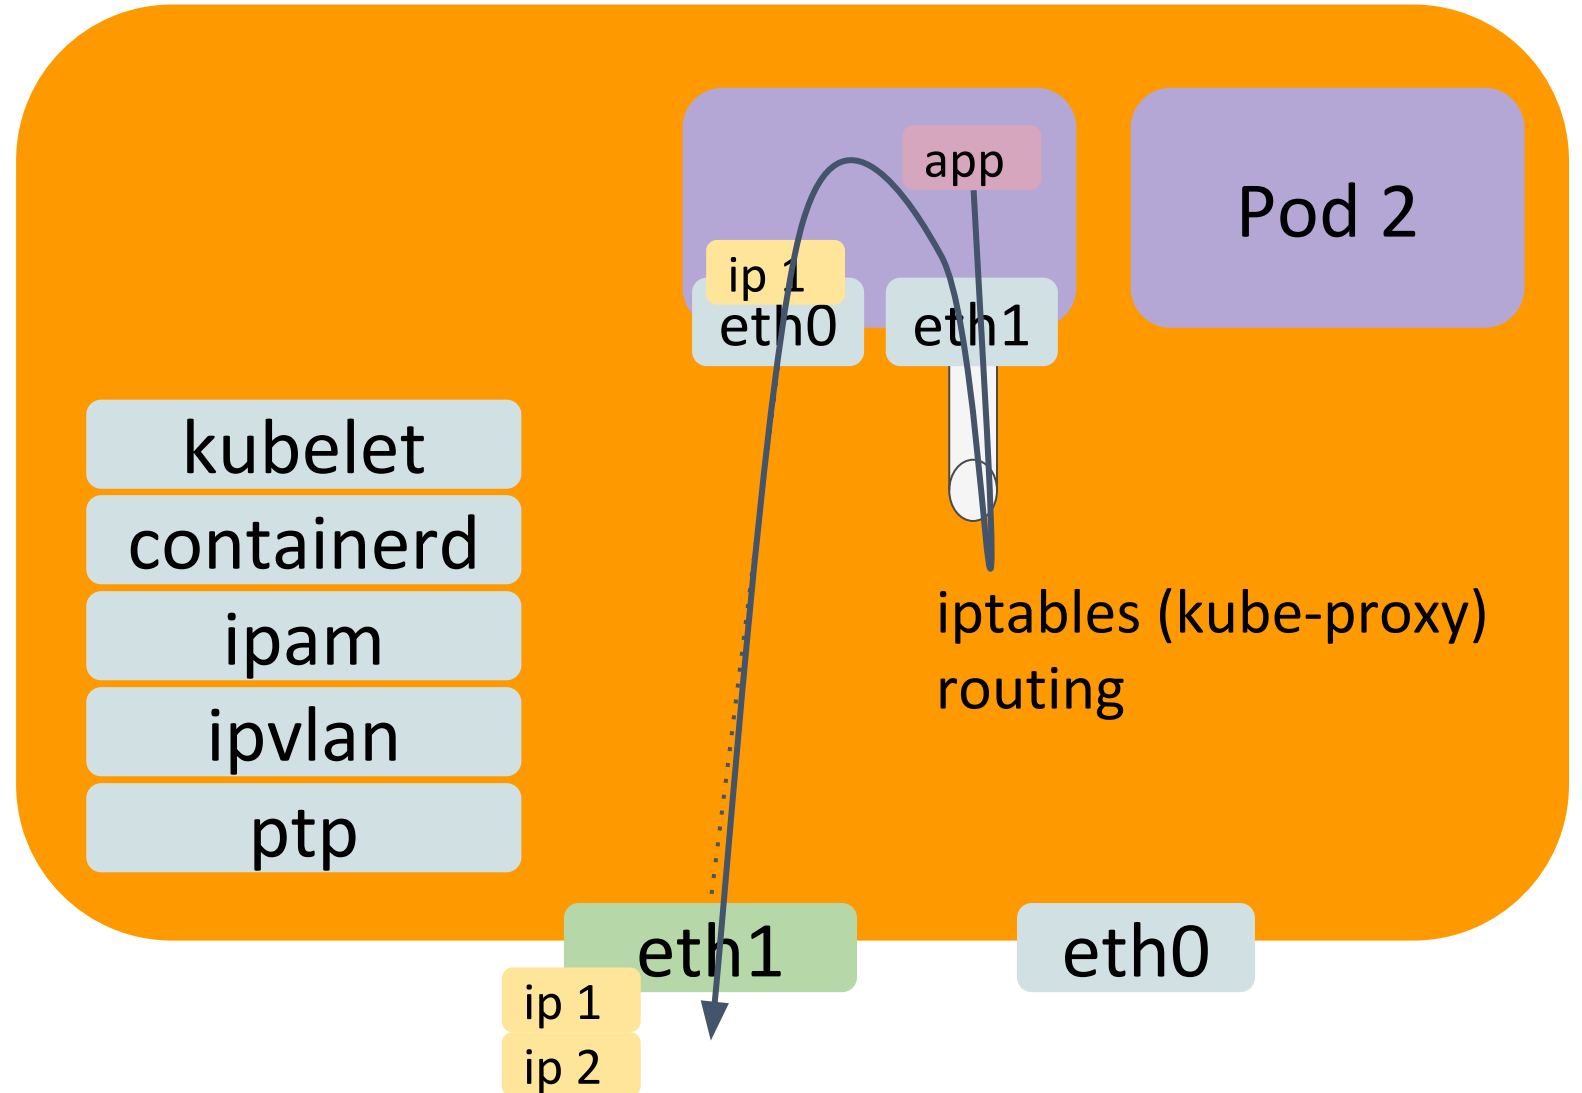 app
Pod 2
ip 1
eth0
eth1
kubelet
containerd
ipam
ipvlan
ptp
iptables (kube-proxy)
routing
eth1
eth0
ip 1
ip 2